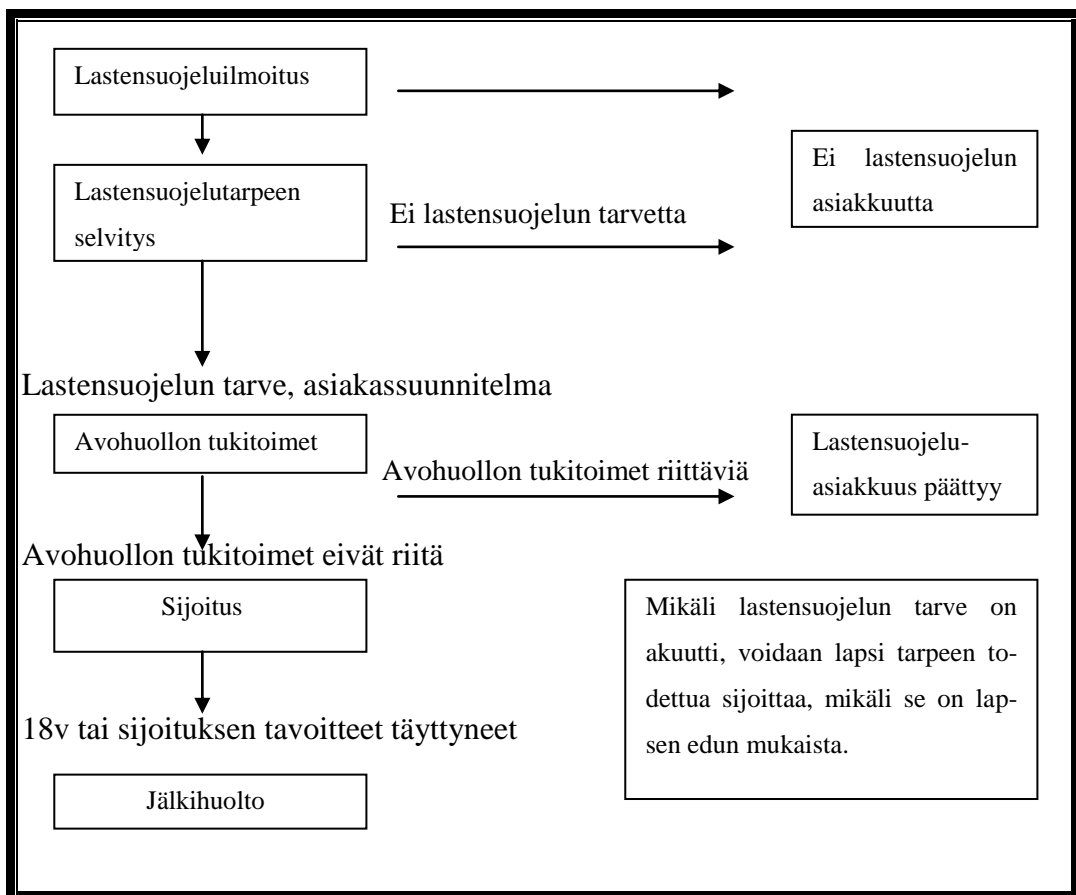 Lastensuojeluilmoitus
Ei lastensuojelun
asiakkuutta
Lastensuojelutarpeen
selvitys
Ei lastensuojelun tarvetta
Lastensuojelun tarve, asiakassuunnitelma
Avohuollon tukitoimet
Avohuollon tukitoimet riittäviä
Lastensuojelu-
asiakkuus päättyy
Avohuollon tukitoimet eivät riitä
Sijoitus
Mikäli lastensuojelun tarve on
akuutti, voidaan lapsi tarpeen to-
dettua sijoittaa, mikäli se on lap-
sen edun mukaista.
18v tai sijoituksen tavoitteet täyttyneet
Jälkihuolto